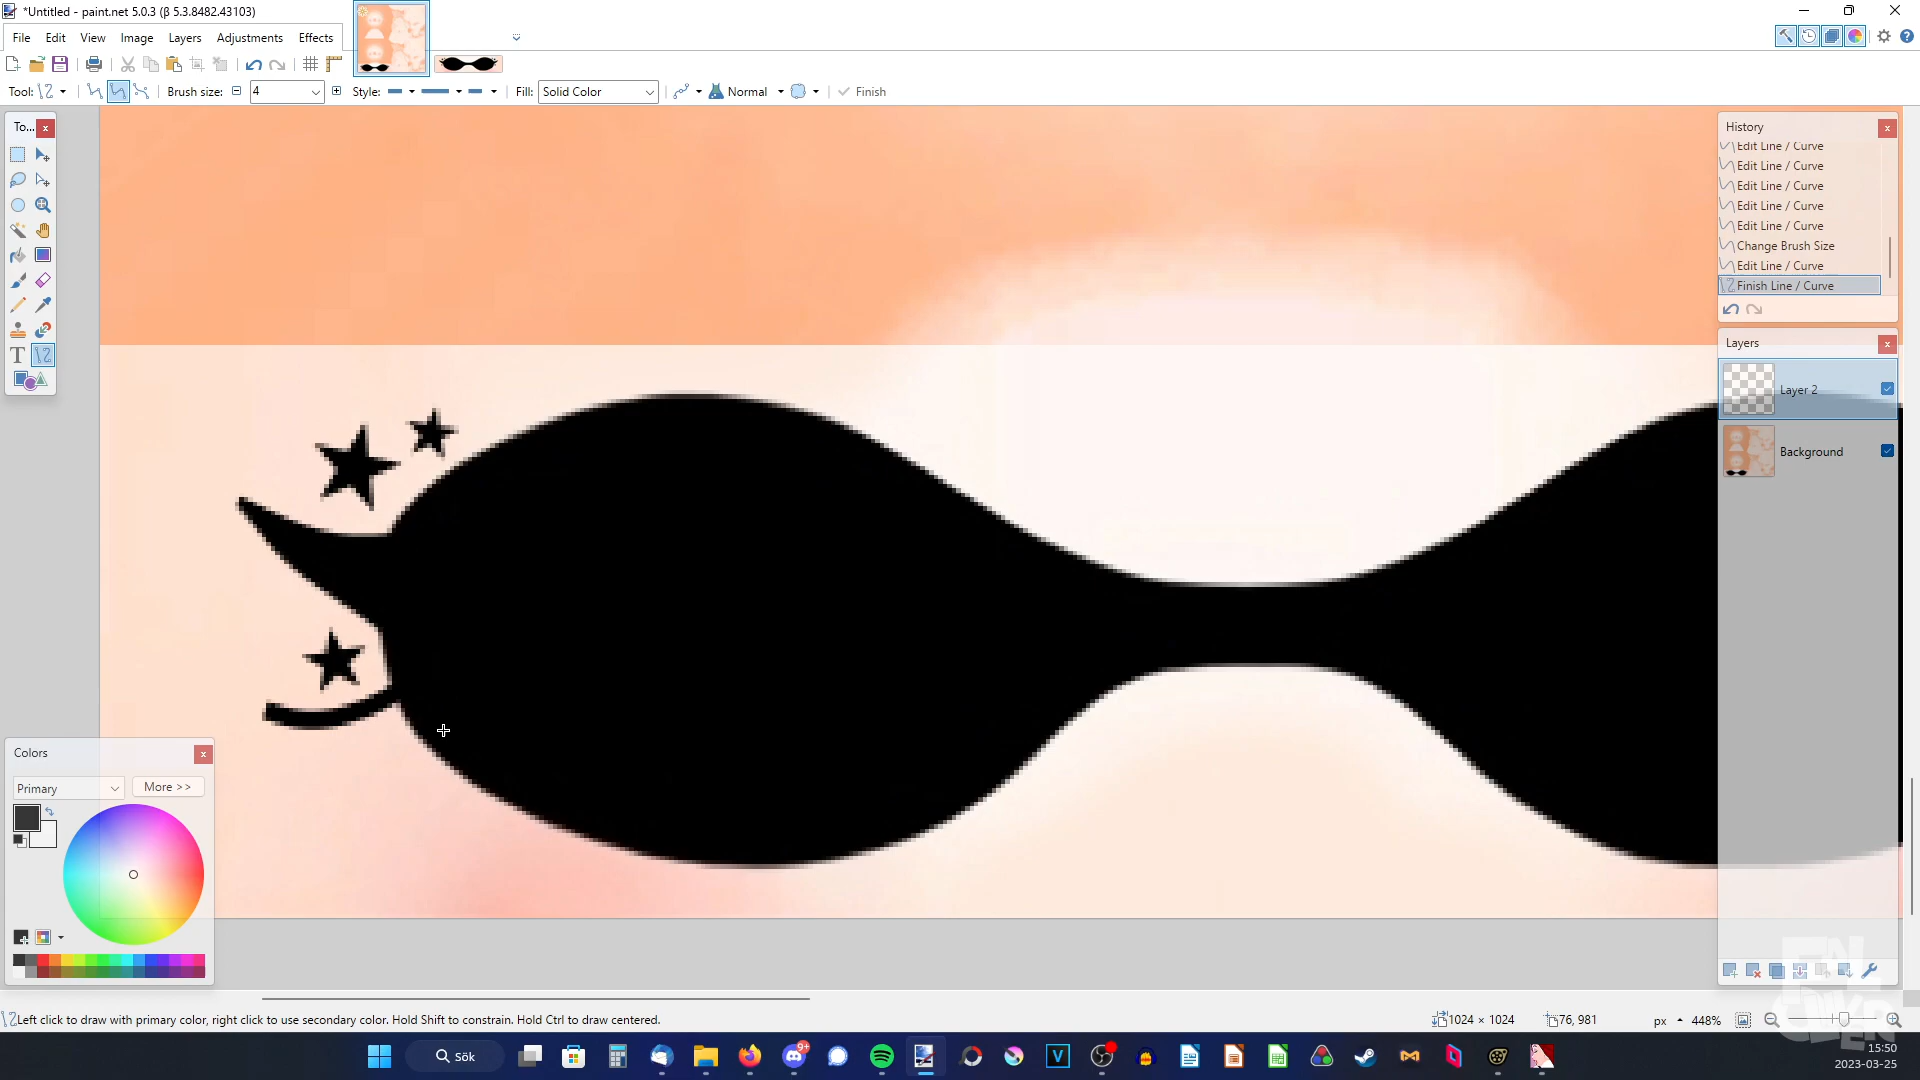 *Untitled - paint.net 5.0.3 (β 5.3.8482.43103)
File Edit View Image Layers Adjustments Effects
Tool: Brush size: 4 Style: Fill: Solid Color Normal Finish
To...
History
Edit Line / Curve
Edit Line / Curve
Edit Line / Curve
Edit Line / Curve
Edit Line / Curve
Change Brush Size
Edit Line / Curve
Finish Line / Curve
Layers
Layer 2
Background
Colors
Primary
More >>
Left click to draw with primary color, right click to use secondary color. Hold Shift to constrain. Hold Ctrl to draw centered.
1024 × 1024
76, 981
px
448%
Sök
9+
15:50
2023-03-25